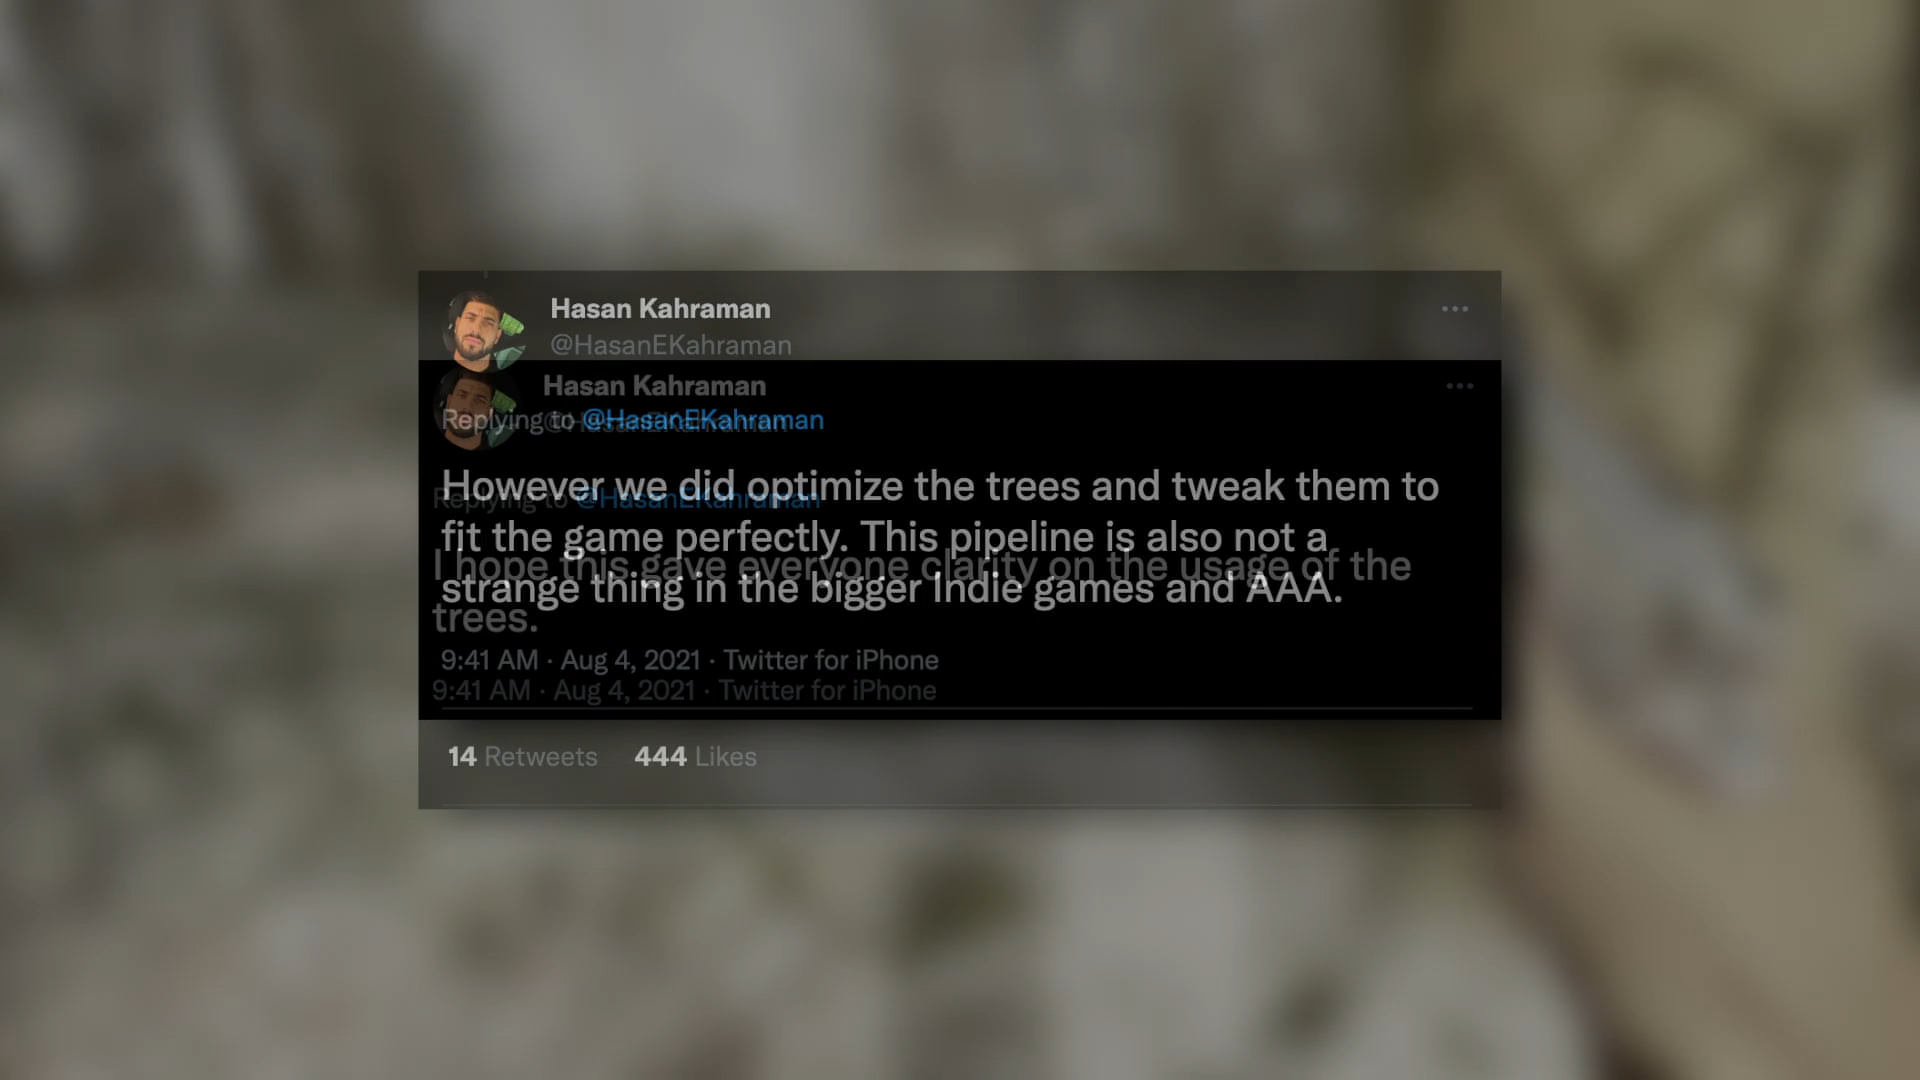 Hasan Kahraman
@HasanEKahraman
Replying to @HasanEKahraman
However we did optimize the trees and tweak them to
fit the game perfectly. This pipeline is also not a
strange thing in the bigger Indie games and AAA.
9:41 AM · Aug 4, 2021 · Twitter for iPhone
14 Retweets 444 Likes
Hasan Kahraman
@HasanEKahraman
Replying to @HasanEKahraman
I hope this gave everyone clarity on the usage of the
trees.
9:41 AM · Aug 4, 2021 · Twitter for iPhone